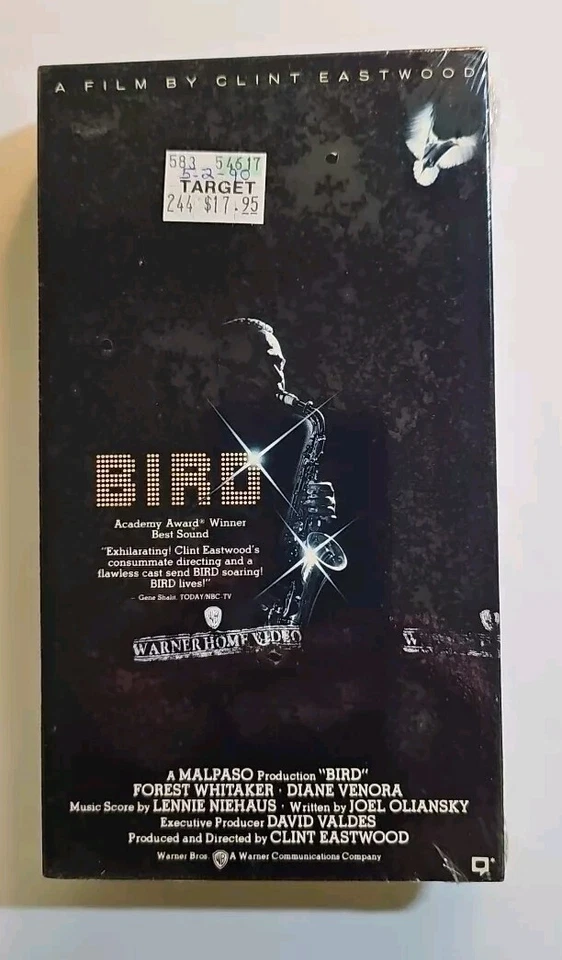 A FILM BY CLINT EASTWOOD
583 54617
5-2-90
TARGET
244 $17.95
BIRD
Academy Award® Winner
Best Sound
"Exhilarating! Clint Eastwood's
consummate directing and a
flawless cast send BIRD soaring!
BIRD lives!"
– Gene Shalit, TODAY/NBC-TV
WARNER HOME VIDEO
W
A MALPASO Production "BIRD"
FOREST WHITAKER · DIANE VENORA
Music Score by LENNIE NIEHAUS · Written by JOEL OLIANSKY
Executive Producer DAVID VALDES
Produced and Directed by CLINT EASTWOOD
Warner Bros. WB A Warner Communications Company